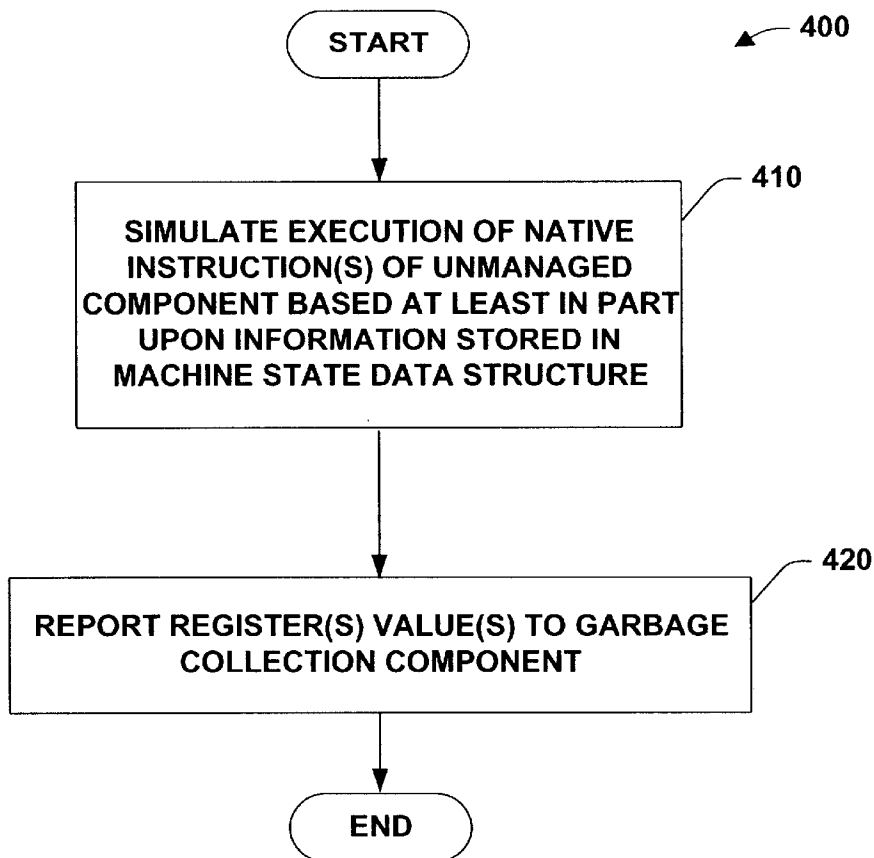 START
400
410
SIMULATE EXECUTION OF NATIVE
INSTRUCTION(S) OF UNMANAGED
COMPONENT BASED AT LEAST IN PART
UPON INFORMATION STORED IN
MACHINE STATE DATA STRUCTURE
420
REPORT REGISTER(S) VALUE(S) TO GARBAGE
COLLECTION COMPONENT
END